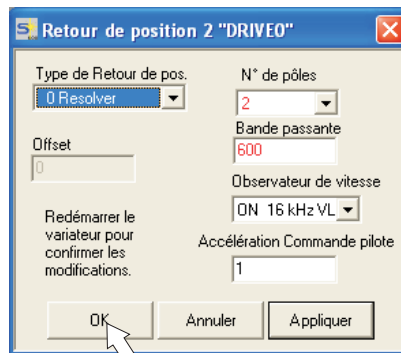 Retour de position 2 "DRIVE0"
Type de Retour de pos.
0 Resolver
Offset
0
Redémarrer le
variateur pour
confirmer les
modifications.
N° de pôles
2
Bande passante
600
Observateur de vitesse
ON 16 kHz VL
Accélération Commande pilote
1
OK
Annuler
Appliquer